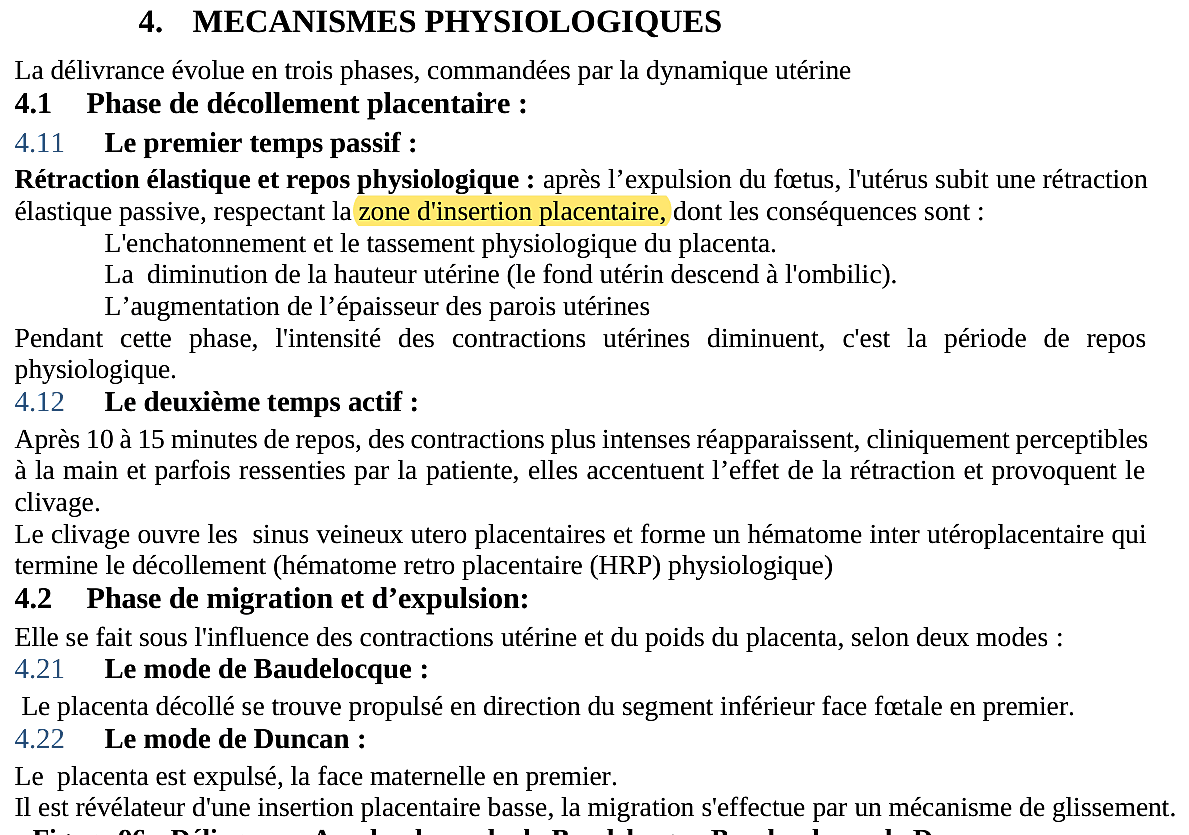 4. MECANISMES PHYSIOLOGIQUES
La délivrance évolue en trois phases, commandées par la dynamique utérine
4.1 Phase de décollement placentaire :
4.11 Le premier temps passif :
Rétraction élastique et repos physiologique : après l’expulsion du fœtus, l'utérus subit une rétraction
élastique passive, respectant la zone d'insertion placentaire, dont les conséquences sont :
L'enchatonnement et le tassement physiologique du placenta.
La diminution de la hauteur utérine (le fond utérin descend à l'ombilic).
L’augmentation de l’épaisseur des parois utérines
Pendant cette phase, l'intensité des contractions utérines diminuent, c'est la période de repos
physiologique.
4.12 Le deuxième temps actif :
Après 10 à 15 minutes de repos, des contractions plus intenses réapparaissent, cliniquement perceptibles
à la main et parfois ressenties par la patiente, elles accentuent l’effet de la rétraction et provoquent le
clivage.
Le clivage ouvre les sinus veineux utero placentaires et forme un hématome inter utéroplacentaire qui
termine le décollement (hématome retro placentaire (HRP) physiologique)
4.2 Phase de migration et d’expulsion:
Elle se fait sous l'influence des contractions utérine et du poids du placenta, selon deux modes :
4.21 Le mode de Baudelocque :
Le placenta décollé se trouve propulsé en direction du segment inférieur face fœtale en premier.
4.22 Le mode de Duncan :
Le placenta est expulsé, la face maternelle en premier.
Il est révélateur d'une insertion placentaire basse, la migration s'effectue par un mécanisme de glissement.